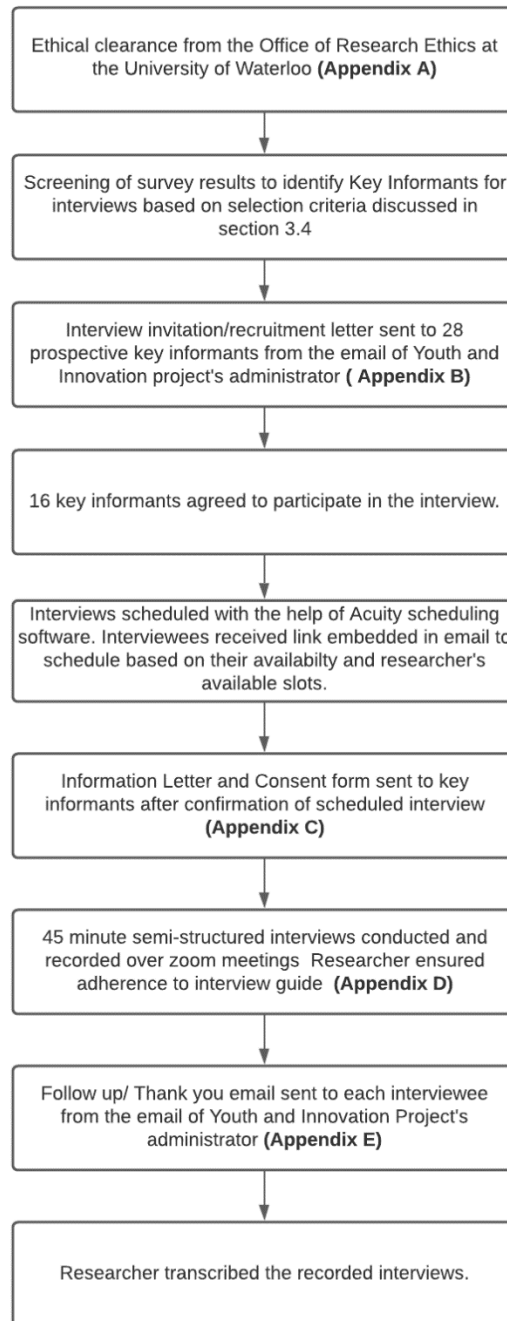 Ethical clearance from the Office of Research Ethics at
the University of Waterloo (Appendix A)
Screening of survey results to identify Key Informants for
interviews based on selection criteria discussed in
section 3.4
Interview invitation/recruitment letter sent to 28
prospective key informants from the email of Youth and
Innovation project's administrator ( Appendix B)
16 key informants agreed to participate in the interview.
Interviews scheduled with the help of Acuity scheduling
software. Interviewees received link embedded in email to
schedule based on their availabilty and researcher's
available slots.
Information Letter and Consent form sent to key
informants after confirmation of scheduled interview
(Appendix C)
45 minute semi-structured interviews conducted and
recorded over zoom meetings  Researcher ensured
adherence to interview guide  (Appendix D)
Follow up/ Thank you email sent to each interviewee
from the email of Youth and Innovation Project's
administrator (Appendix E)
Researcher transcribed the recorded interviews.